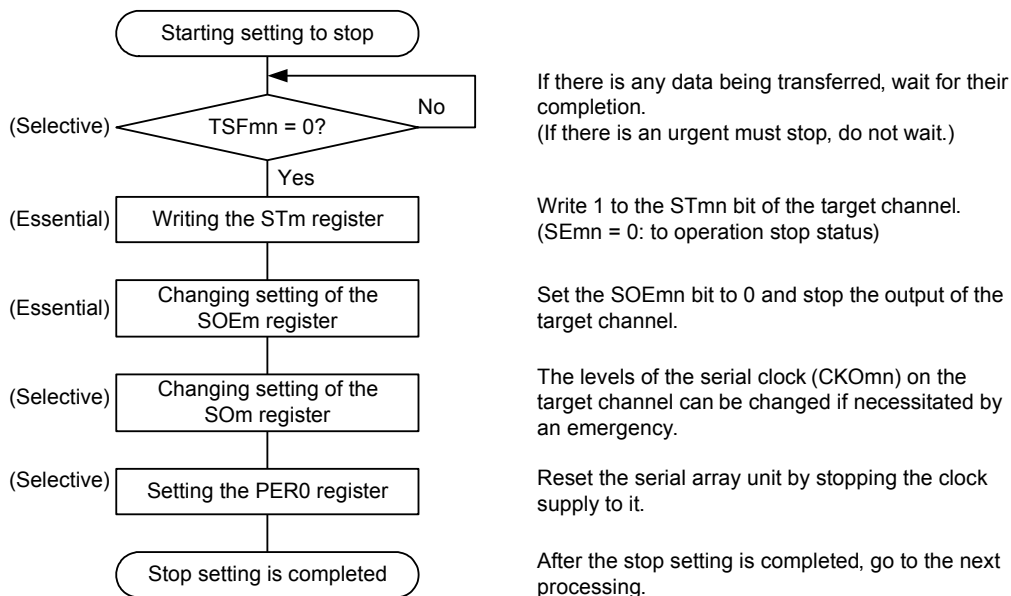 Starting setting to stop
If there is any data being transferred, wait for their
completion.
(If there is an urgent must stop, do not wait.)
(Selective)
TSFmn = 0?
No
Yes
(Essential)
Writing the STm register
Write 1 to the STmn bit of the target channel.
(SEmn = 0: to operation stop status)
(Essential)
Changing setting of the
SOEm register
Set the SOEmn bit to 0 and stop the output of the
target channel.
(Selective)
Changing setting of the
SOm register
The levels of the serial clock (CKOmn) on the
target channel can be changed if necessitated by
an emergency.
(Selective)
Setting the PER0 register
Reset the serial array unit by stopping the clock
supply to it.
Stop setting is completed
After the stop setting is completed, go to the next
processing.